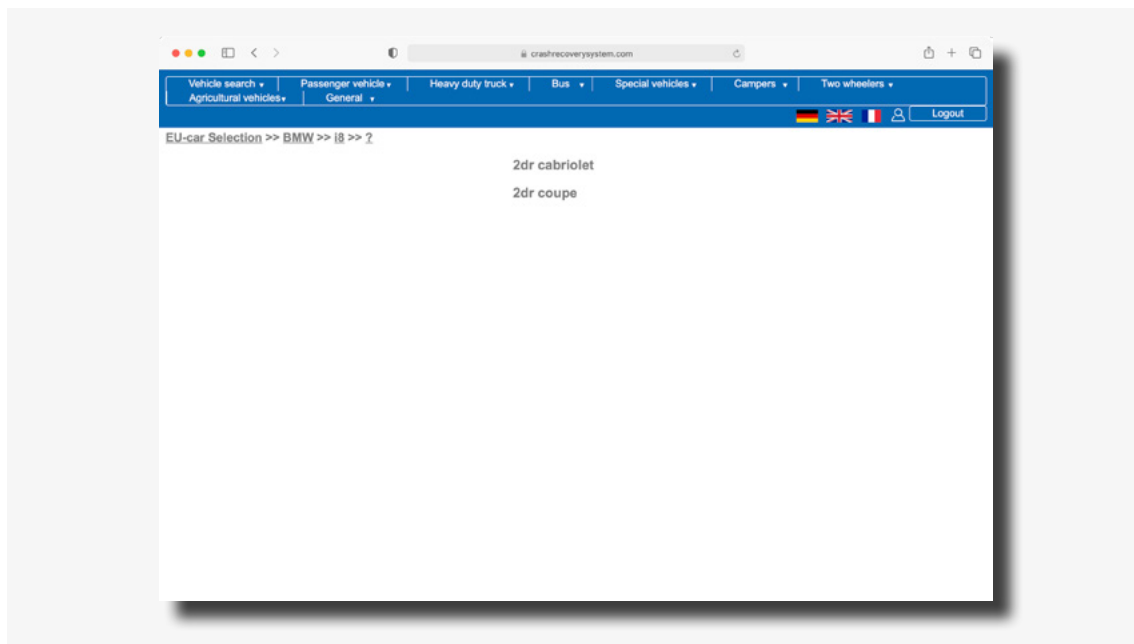 crashrecoverysystem.com
Vehicle search Passenger vehicle Heavy duty truck Bus Special vehicles Campers Two wheelers
Agricultural vehicles General
Logout
EU-car Selection >> BMW >> i8 >> ?
2dr cabriolet
2dr coupe